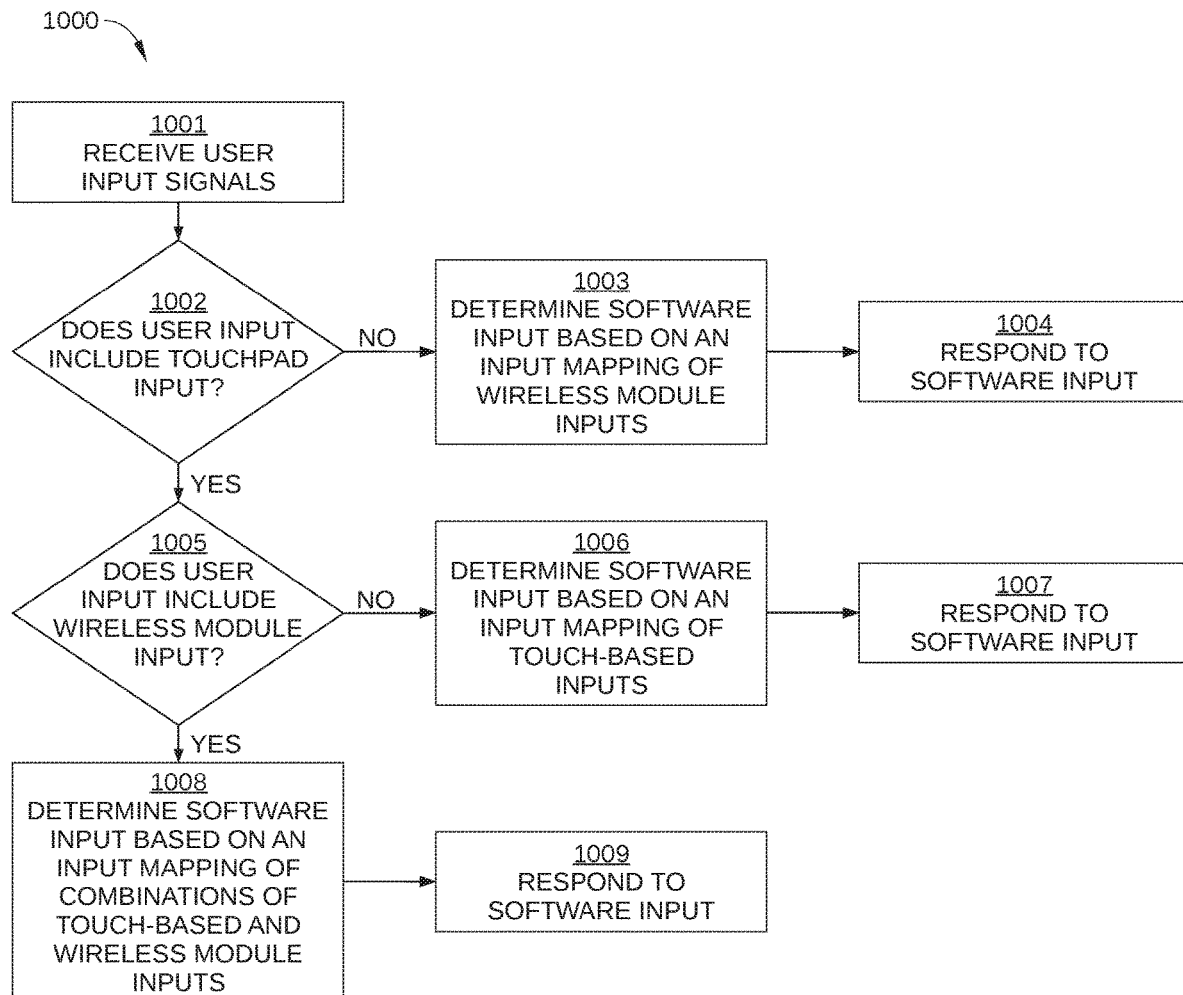 1000
1001
RECEIVE USER
INPUT SIGNALS
1002
DOES USER INPUT
INCLUDE TOUCHPAD
INPUT?
NO
1003
DETERMINE SOFTWARE
INPUT BASED ON AN
INPUT MAPPING OF
WIRELESS MODULE
INPUTS
1004
RESPOND TO
SOFTWARE INPUT
YES
1005
DOES USER
INPUT INCLUDE
WIRELESS MODULE
INPUT?
NO
1006
DETERMINE SOFTWARE
INPUT BASED ON AN
INPUT MAPPING OF
TOUCH-BASED
INPUTS
1007
RESPOND TO
SOFTWARE INPUT
YES
1008
DETERMINE SOFTWARE
INPUT BASED ON AN
INPUT MAPPING OF
COMBINATIONS OF
TOUCH-BASED AND
WIRELESS MODULE
INPUTS
1009
RESPOND TO
SOFTWARE INPUT